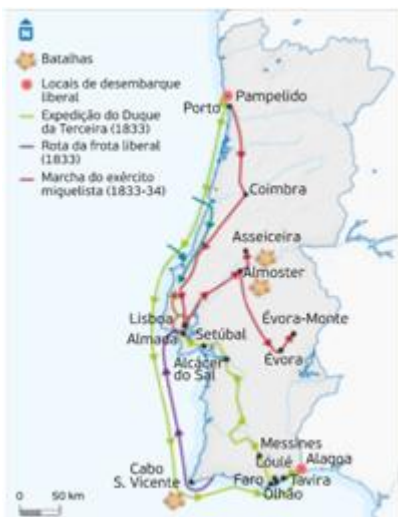 N
Batalhas
Locais de desembarque
liberal
Expedição do Duque
da Terceira (1833)
Rota da frota liberal
(1833)
Marcha do exército
miguelista (1833-34)
Pampelido
Porto
Coimbra
Asseiceira
Almoster
Lisboa
Almada
Setúbal
Évora-Monte
Évora
Alcácer
do Sal
Messines
Loulé
Alagoa
Cabo
S. Vicente
Faro
Tavira
Olhão
0 50 km